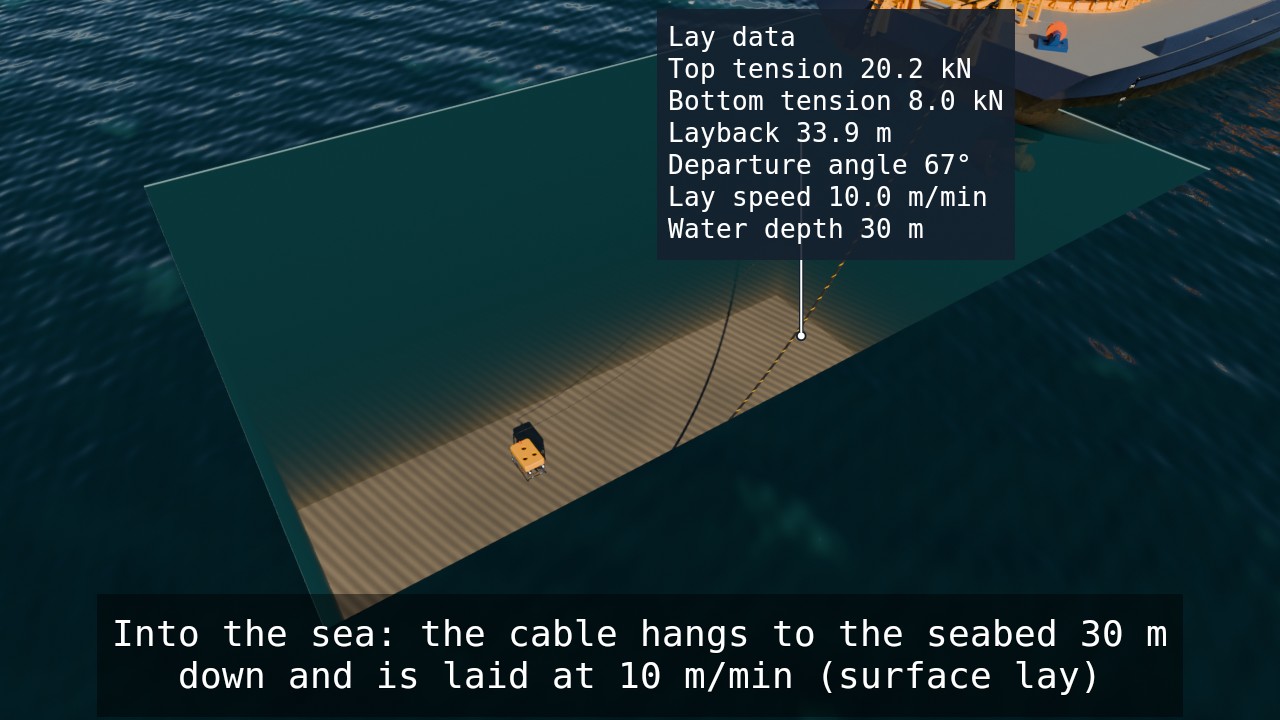 Lay data
Top tension 20.2 kN
Bottom tension 8.0 kN
Layback 33.9 m
Departure angle 67°
Lay speed 10.0 m/min
Water depth 30 m
Into the sea: the cable hangs to the seabed 30 m
down and is laid at 10 m/min (surface lay)